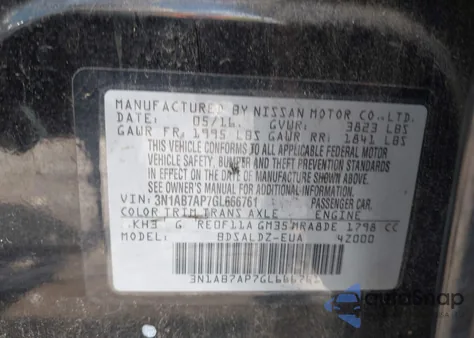 MANUFACTURED BY NISSAN MOTOR CO.,LTD.
DATE: 05/16 GVWR: 3823 LBS
GAWR FR: 1995 LBS GAWR RR: 1841 LBS
THIS VEHICLE CONFORMS TO ALL APPLICABLE FEDERAL MOTOR
VEHICLE SAFETY, BUMPER AND THEFT PREVENTION STANDARDS
IN EFFECT ON THE DATE OF MANUFACTURE SHOWN ABOVE.
SEE OWNER'S MANUAL FOR ADDITIONAL INFORMATION.
VIN: 3N1AB7AP7GL666761 PASSENGER CAR
COLOR TRIM TRANS AXLE ENGINE
KH3 G RE0F11A GM35 MRA8DE 1798 CC
MODEL: BDSALDZ-EUA 42000
3N1AB7AP7GL666761
AutoSnap